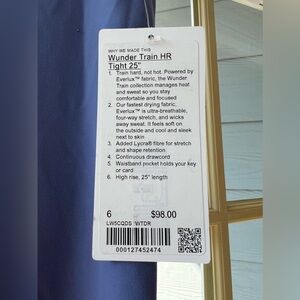 WHY WE MADE THIS
Wunder Train HR
Tight 25"
1. Train hard, not hot. Powered by
Everlux™ fabric, the Wunder
Train collection manages heat
and sweat so you stay
comfortable and focused
2. Our fastest drying fabric,
Everlux™ is ultra-breathable,
four-way stretch, and wicks
away sweat. It feels soft on
the outside and cool and sleek
next to skin
3. Added Lycra® fibre for stretch
and shape retention
4. Continuous drawcord
5. Waistband pocket holds your key
or card
6. High rise, 25" length
6 $98.00
LW5CQDS WTDR
000127452474